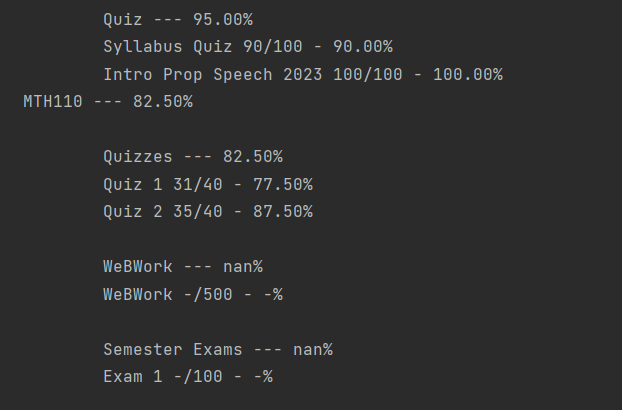 Quiz --- 95.00%
Syllabus Quiz 90/100 - 90.00%
Intro Prop Speech 2023 100/100 - 100.00%
MTH110 --- 82.50%
Quizzes --- 82.50%
Quiz 1 31/40 - 77.50%
Quiz 2 35/40 - 87.50%
WeBWork --- nan%
WeBWork -/500 - -%
Semester Exams --- nan%
Exam 1 -/100 - -%